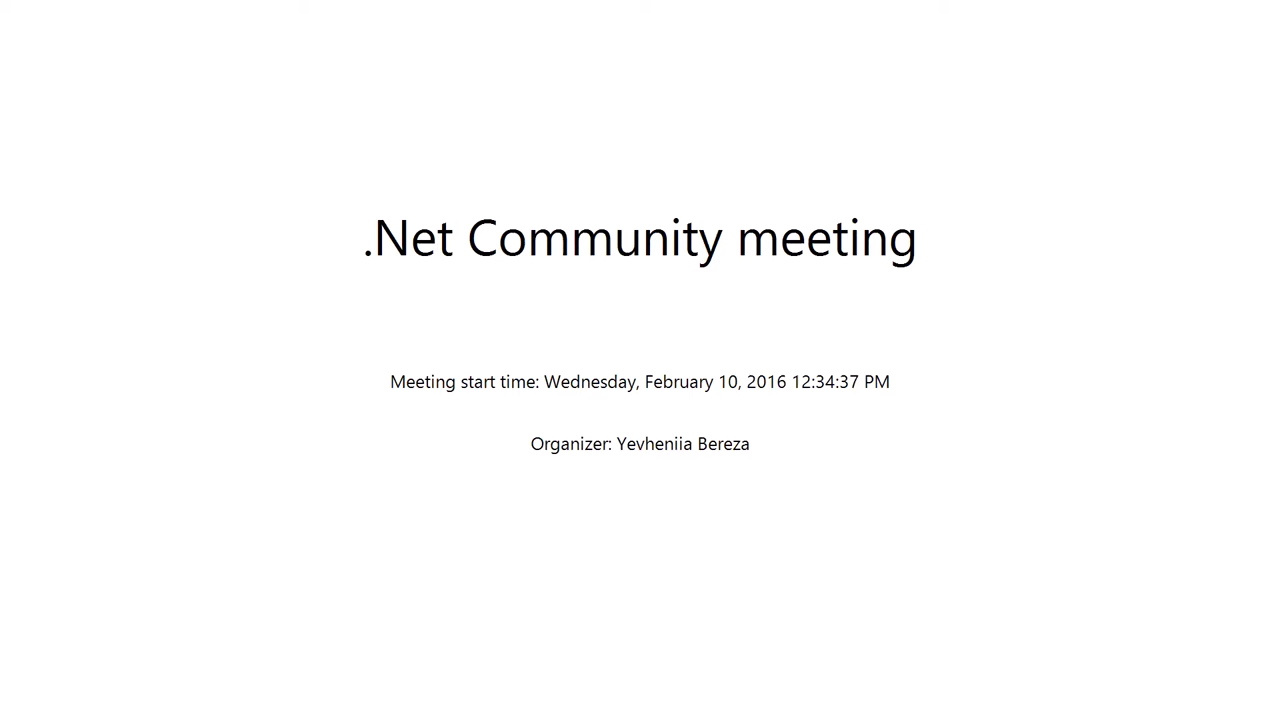 .Net Community meeting
Meeting start time: Wednesday, February 10, 2016 12:34:37 PM
Organizer: Yevheniia Bereza